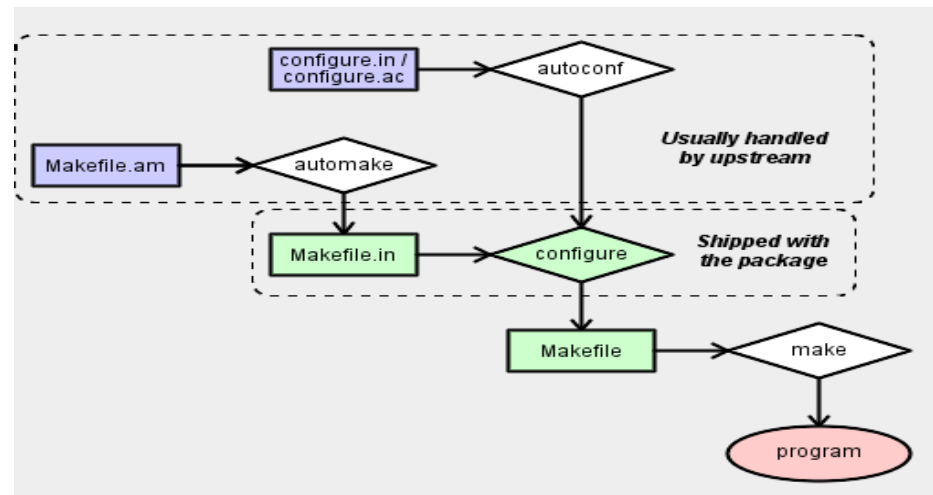 configure.in /
configure.ac
autoconf
Usually handled
by upstream
Makefile.am
automake
Makefile.in
configure
Shipped with
the package
Makefile
make
program